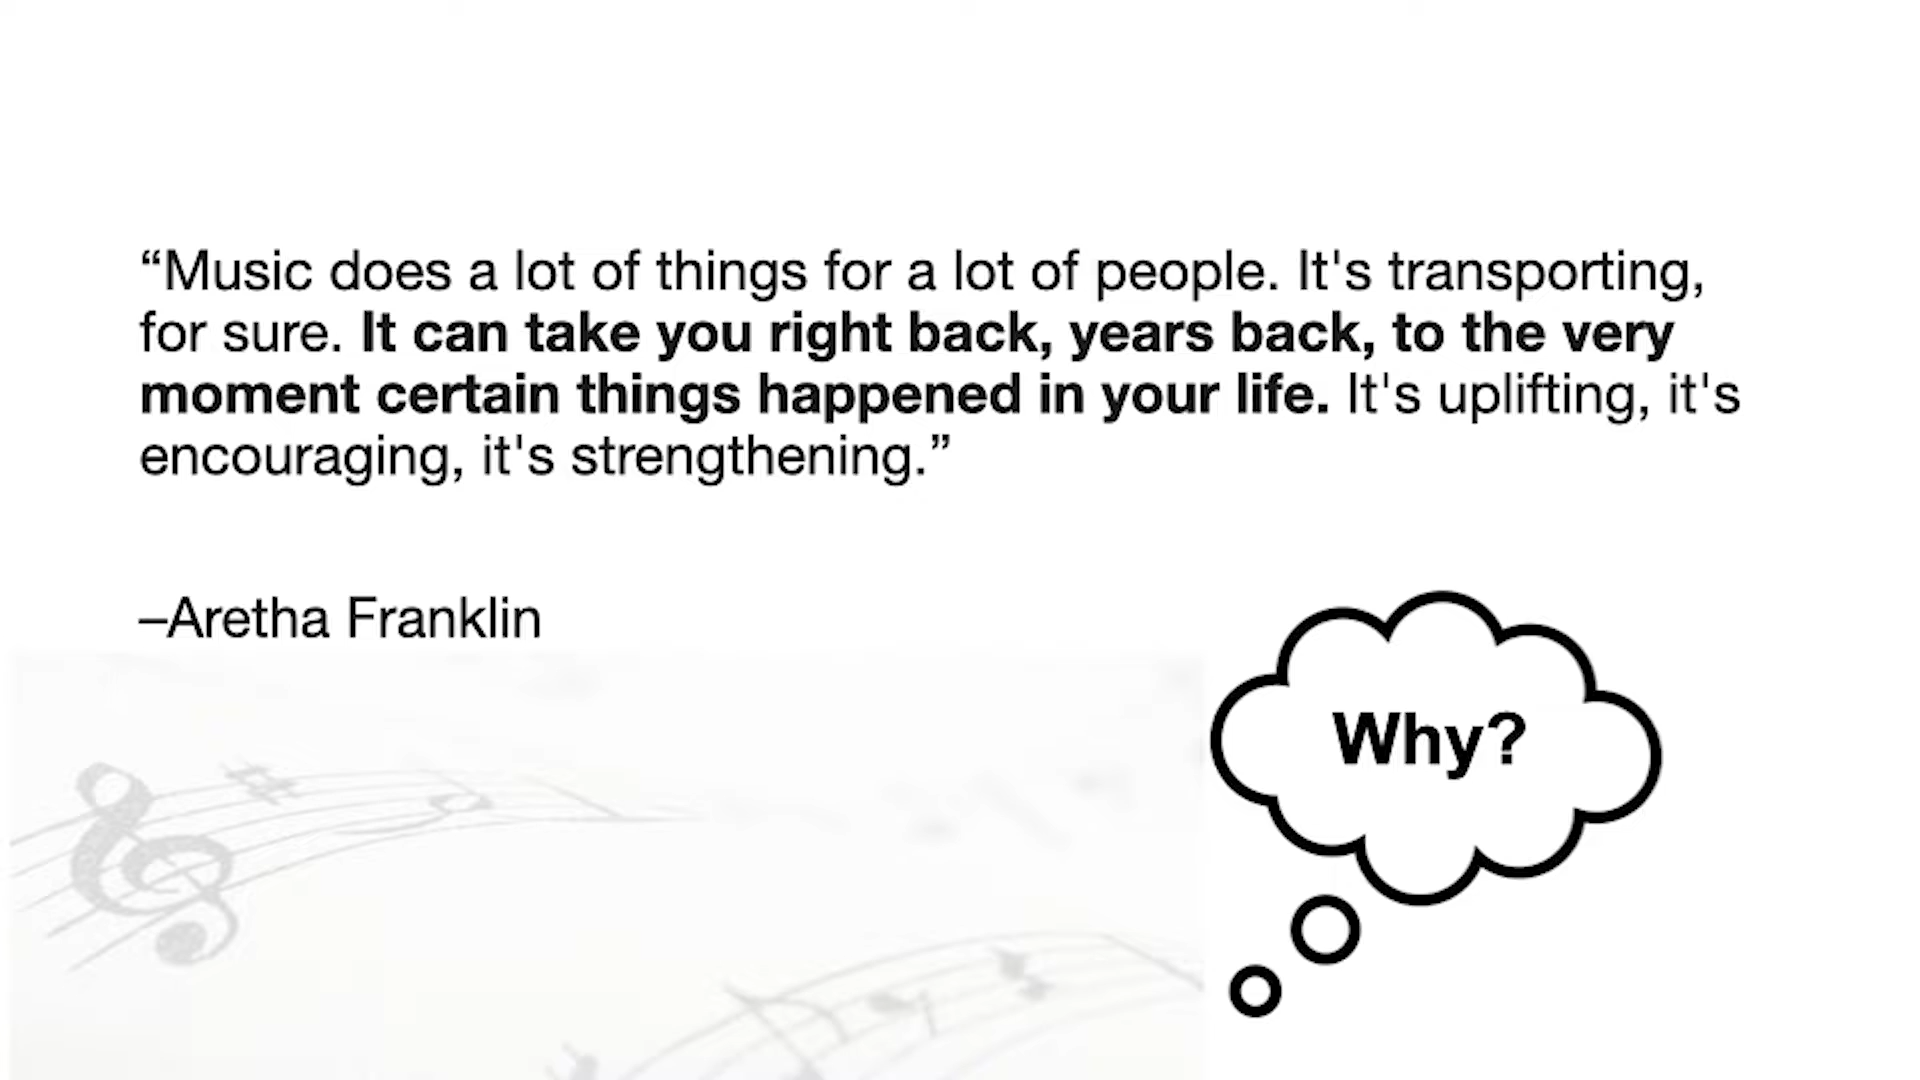 “Music does a lot of things for a lot of people. It's transporting,
for sure. It can take you right back, years back, to the very
moment certain things happened in your life. It's uplifting, it's
encouraging, it's strengthening.”
–Aretha Franklin
Why?